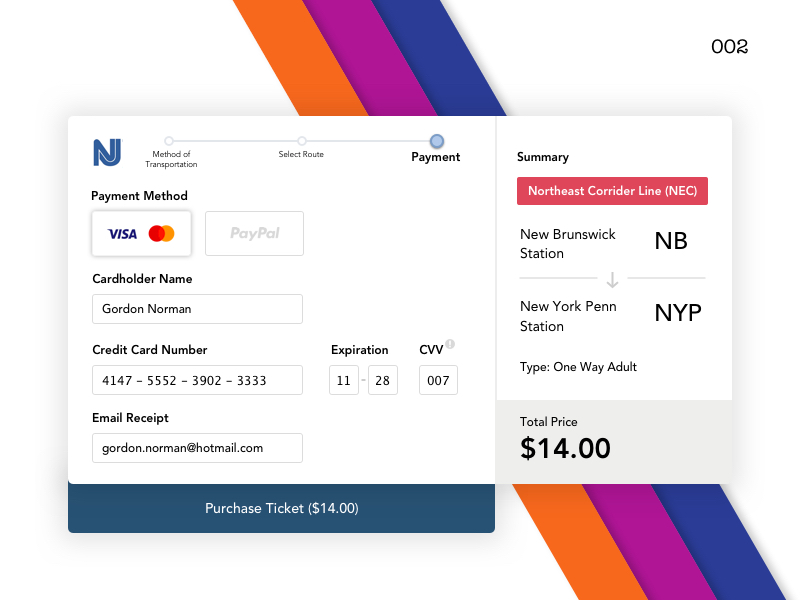 002
NJ
Method of
Transportation
Select Route
Payment
Payment Method
VISA
PayPal
Cardholder Name
Gordon Norman
Credit Card Number
4147 – 5552 – 3902 – 3333
Expiration
11 - 28
CVV !
007
Email Receipt
gordon.norman@hotmail.com
Purchase Ticket ($14.00)
Summary
Northeast Corrider Line (NEC)
New Brunswick
Station
NB
New York Penn
Station
NYP
Type: One Way Adult
Total Price
$14.00